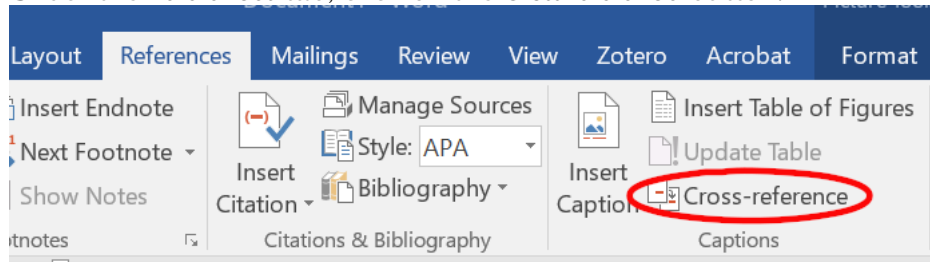 Layout References Mailings Review View Zotero Acrobat Format
Insert Endnote
Next Footnote
Show Notes
otnotes
Insert
Citation
Manage Sources
Style: APA
Bibliography
Citations & Bibliography
Insert
Caption
Insert Table of Figures
Update Table
Cross-reference
Captions